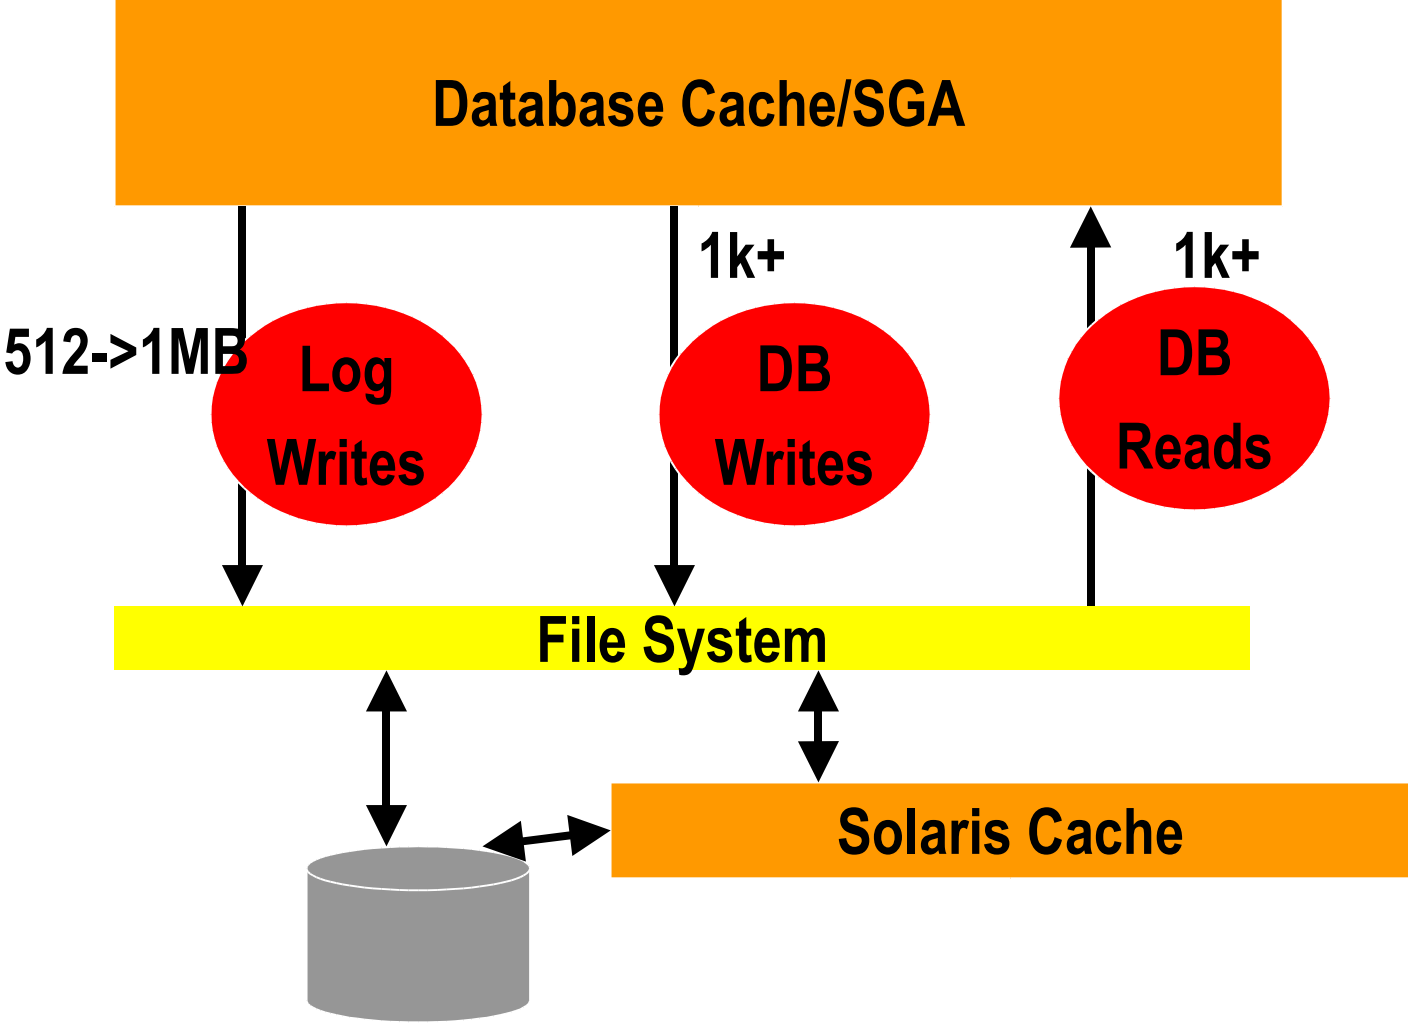 Database Cache/SGA
1k+
1k+
512->1MB
Log
Writes
DB
Writes
DB
Reads
File System
Solaris Cache